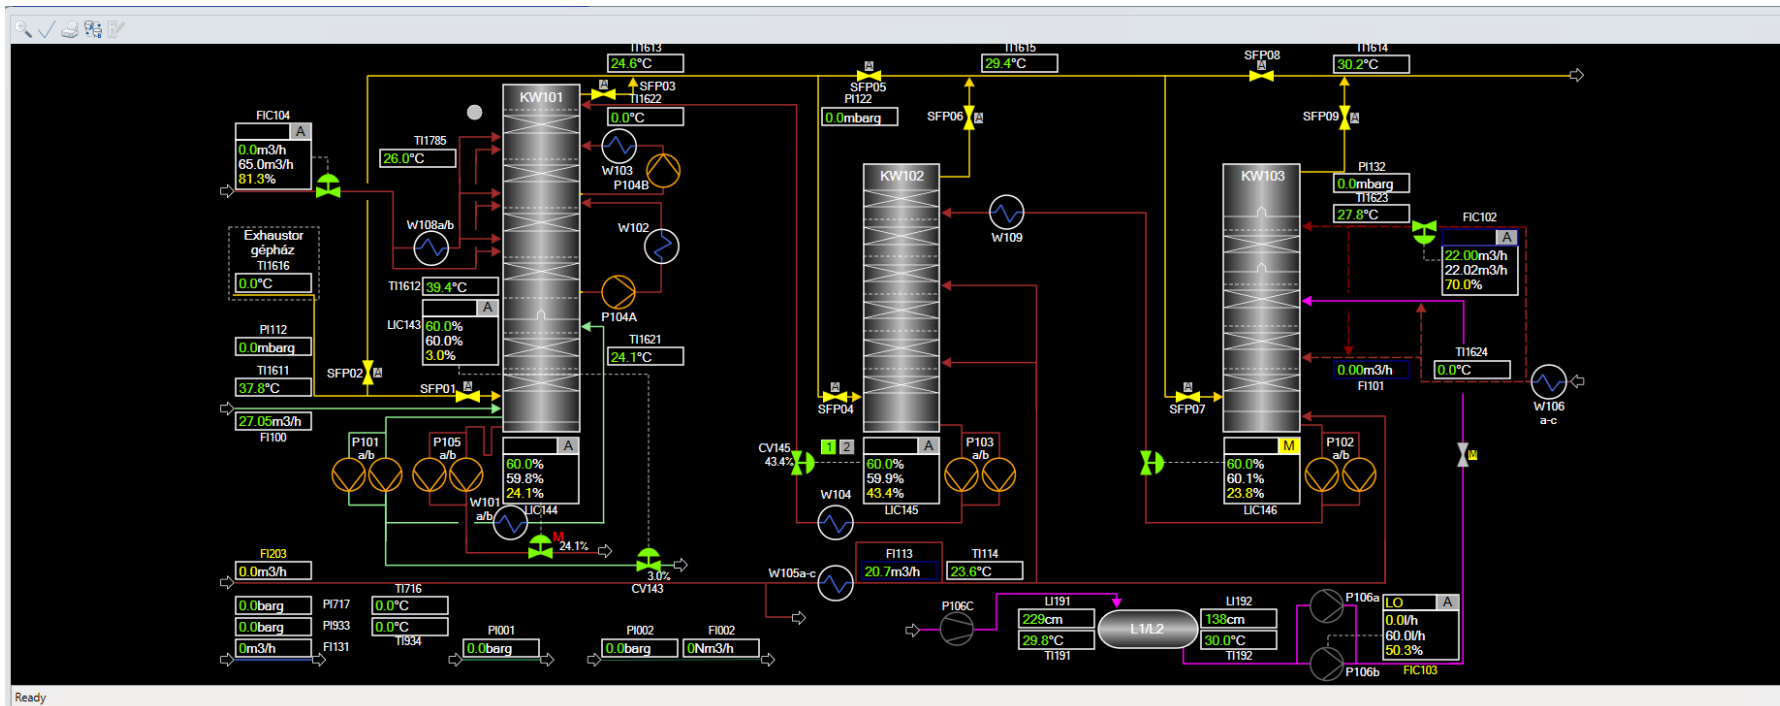 TI1613
24.6°C
TI1615
29.4°C
SFP08
A
TI1614
30.2°C
A
SFP05
KW101
A
SFP03
TI1622
0.0°C
PI122
0.0mbarg
SFP06
A
SFP09
A
FIC104
A
0.0m3/h
65.0m3/h
81.3%
TI1785
26.0°C
W103
P104B
KW102
KW103
PI132
0.0mbarg
TI1623
27.8°C
FIC102
A
22.00m3/h
22.02m3/h
70.0%
W108a/b
W102
W109
Exhaustor
gépház
TI1616
0.0°C
TI1612
39.4°C
P104A
LIC143
A
60.0%
60.0%
3.0%
PI112
0.0mbarg
TI1621
24.1°C
TI1611
37.8°C
SFP02
A
SFP01
A
SFP04
A
SFP07
A
0.00m3/h
FI101
TI1624
0.0°C
W106
a-c
27.05m3/h
FI100
P101
a/b
P105
a/b
A
60.0%
59.8%
24.1%
LIC144
W101
a/b
M
24.1%
3.0%
CV143
CV145
43.4%
1
2
A
60.0%
59.9%
43.4%
LIC145
P103
a/b
W104
M
60.0%
60.1%
23.8%
LIC146
P102
a/b
M
FI203
0.0m3/h
W105a-c
FI113
20.7m3/h
TI114
23.6°C
0.0barg
PI717
TI716
0.0°C
0.0barg
PI933
0.0°C
TI934
0m3/h
FI131
PI001
0.0barg
PI002
0.0barg
FI002
0Nm3/h
P106C
LI191
229cm
29.8°C
TI191
L1/L2
LI192
138cm
30.0°C
TI192
P106a
P106b
LO
A
0.0l/h
60.0l/h
50.3%
FIC103
Ready